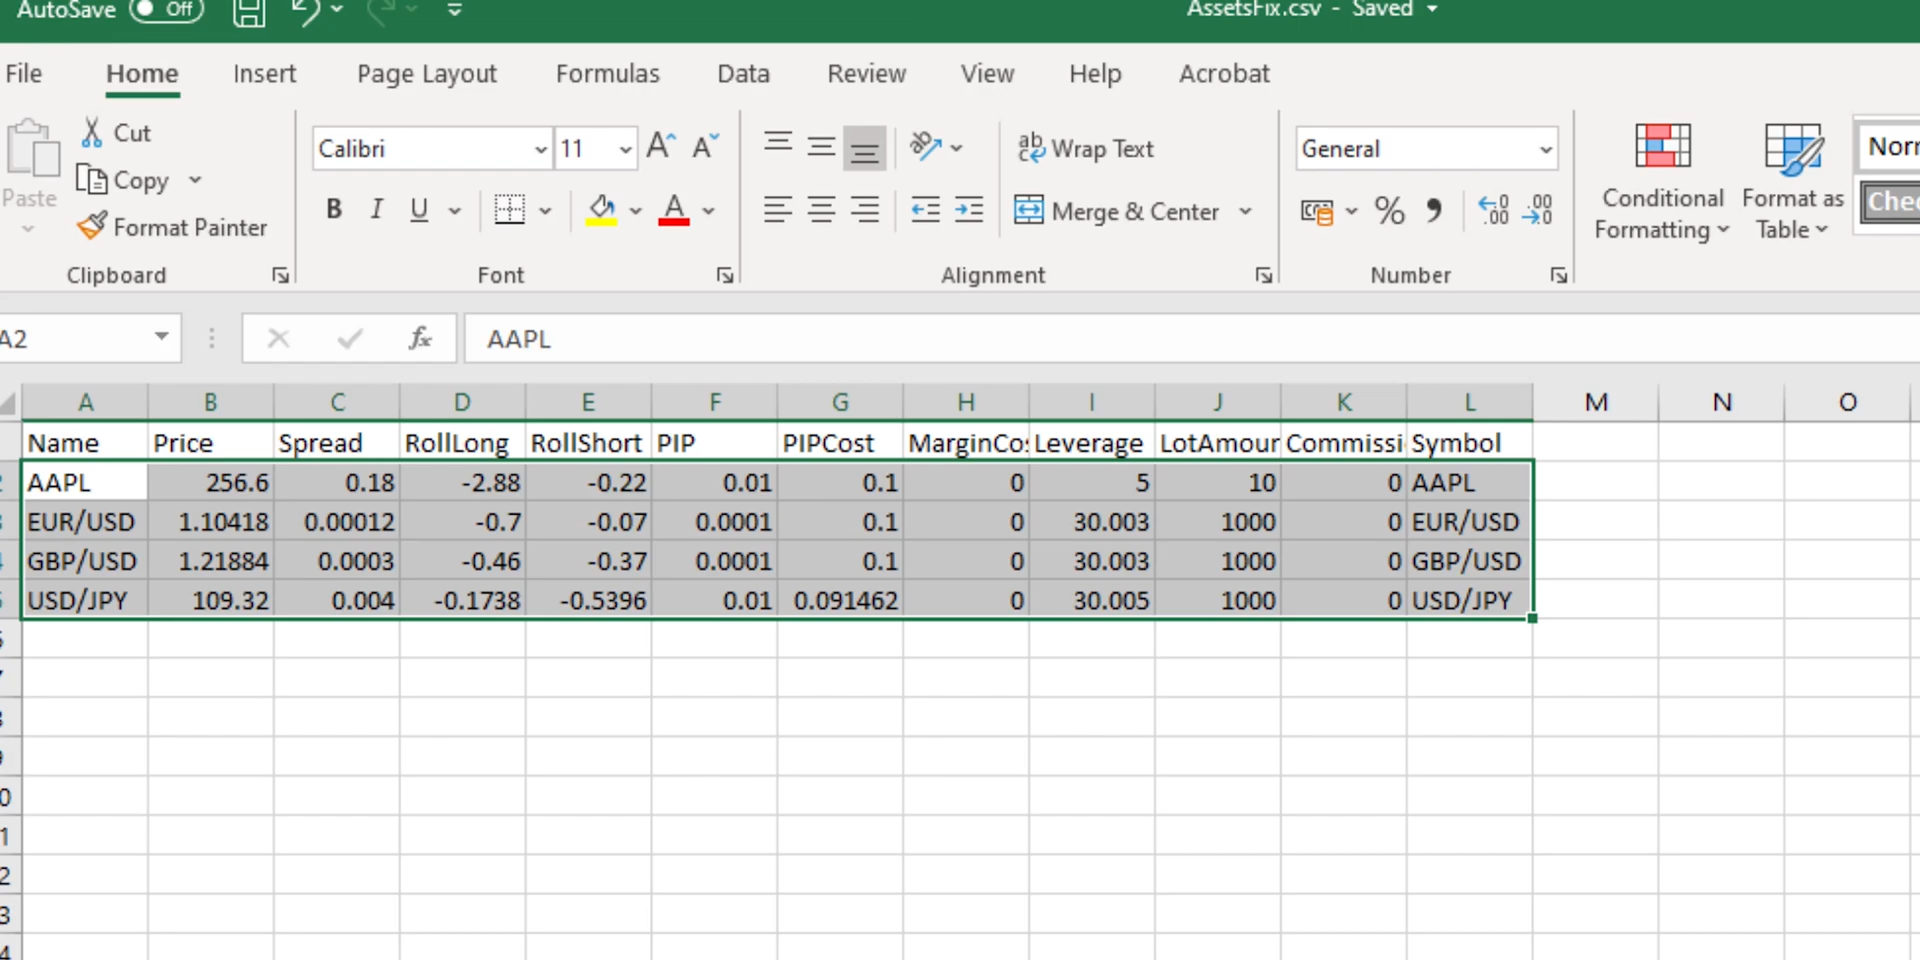 AutoSave Off AssetsFix.csv - Saved
File Home Insert Page Layout Formulas Data Review View Help Acrobat
Cut
Copy
Paste
Format Painter
Clipboard
Calibri 11
B I U
Font
Wrap Text
Merge & Center
Alignment
General
Number
Conditional
Formatting
Format as
Table
A2 fx AAPL
A B C D E F G H I J K L M N O
Name Price Spread RollLong RollShort PIP PIPCost MarginCo Leverage LotAmour Commissi Symbol
AAPL 256.6 0.18 -2.88 -0.22 0.01 0.1 0 5 10 0 AAPL
EUR/USD 1.10418 0.00012 -0.7 -0.07 0.0001 0.1 0 30.003 1000 0 EUR/USD
GBP/USD 1.21884 0.0003 -0.46 -0.37 0.0001 0.1 0 30.003 1000 0 GBP/USD
USD/JPY 109.32 0.004 -0.1738 -0.5396 0.01 0.091462 0 30.005 1000 0 USD/JPY